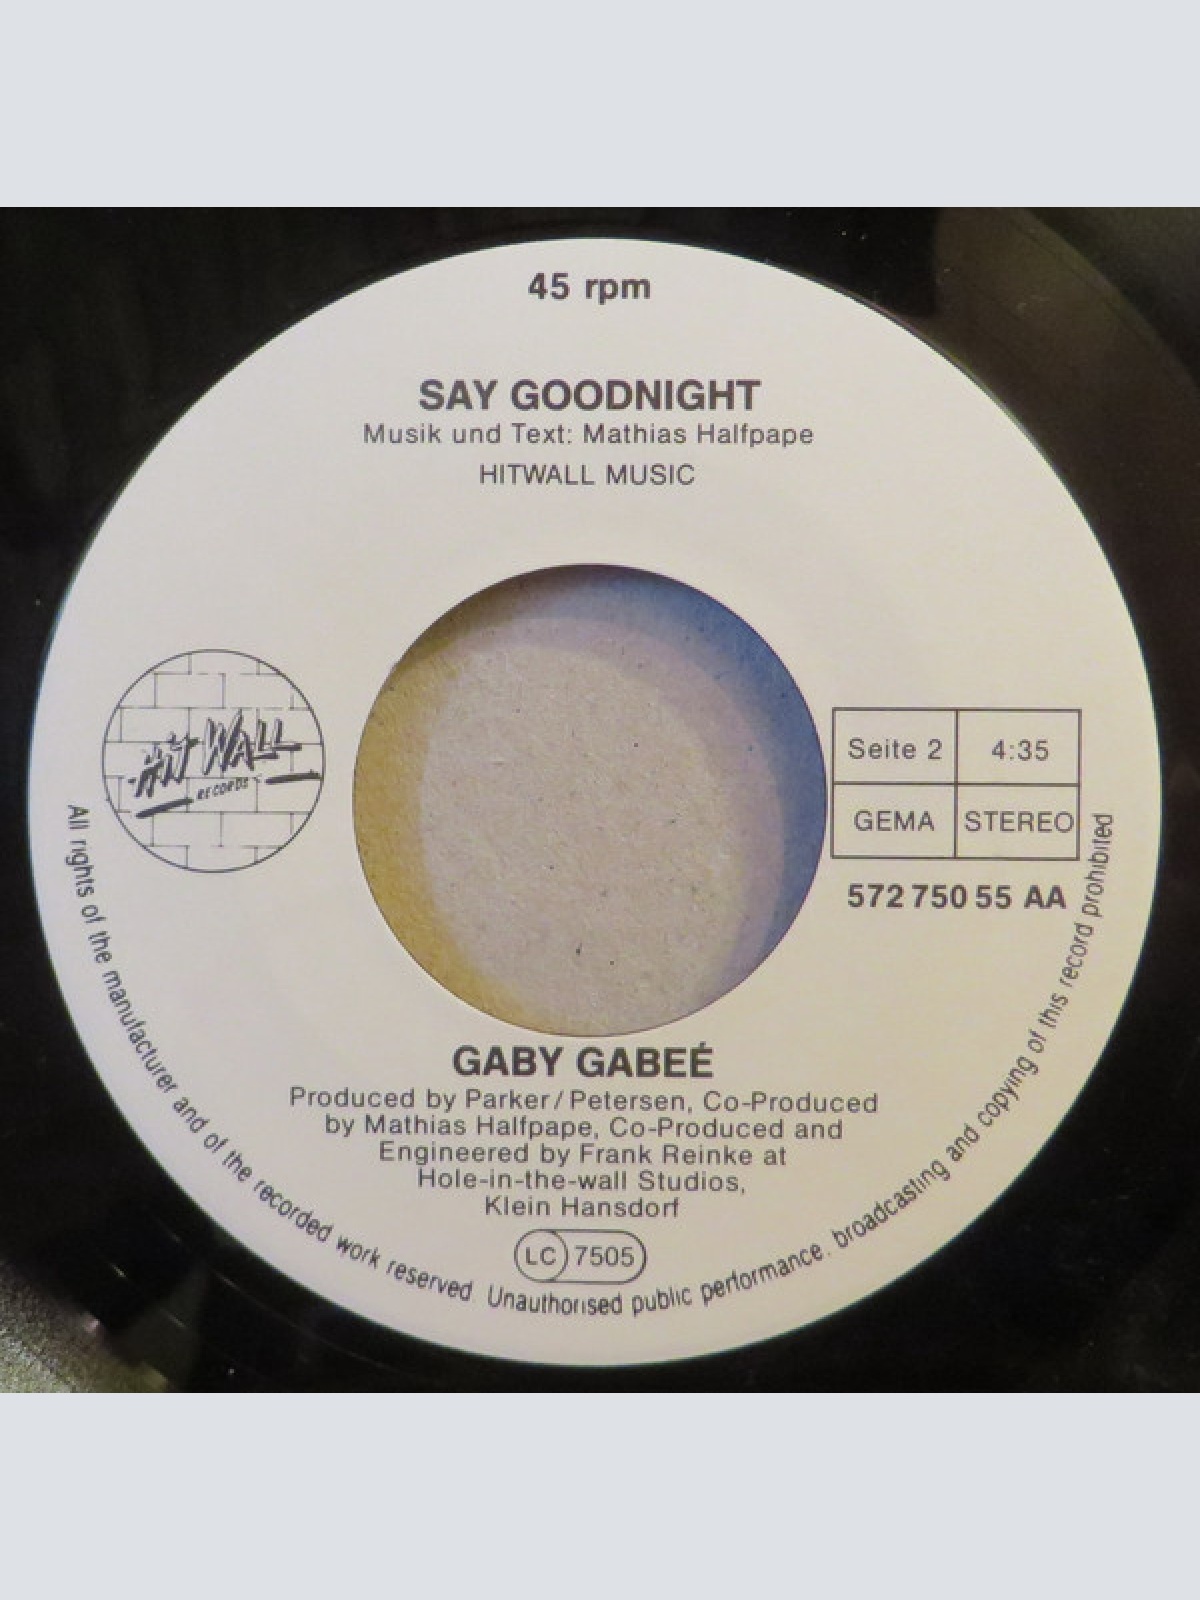 45 rpm
SAY GOODNIGHT
Musik und Text: Mathias Halfpape
HITWALL MUSIC
HIT WALL
RECORDS
Seite 2
4:35
GEMA
STEREO
572 750 55 AA
GABY GABEÉ
Produced by Parker/Petersen, Co-Produced
by Mathias Halfpape, Co-Produced and
Engineered by Frank Reinke at
Hole-in-the-wall Studios,
Klein Hansdorf
LC 7505
All rights of the manufacturer and of the recorded work reserved. Unauthorised public performance. broadcasting and copying of this record prohibited